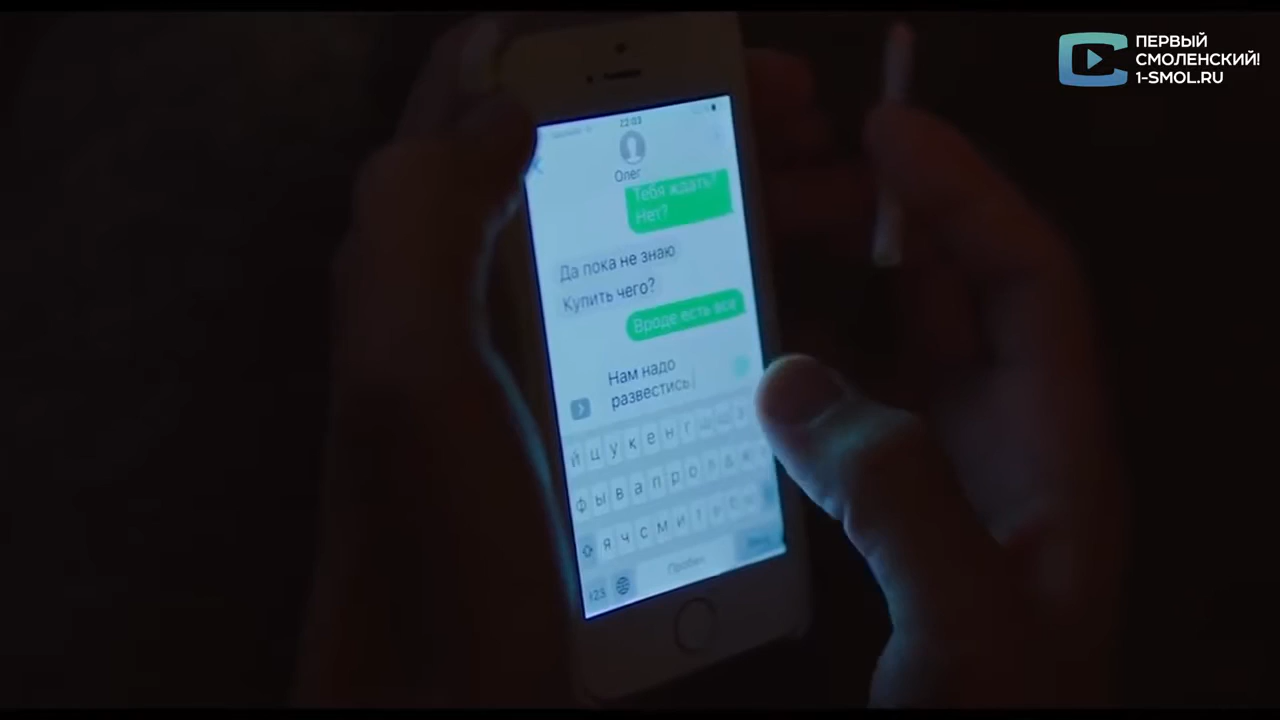 ПЕРВЫЙ
СМОЛЕНСКИЙ!
1-SMOL.RU
22:03
Олег
Тебя ждать?
Нет?
Да пока не знаю
Купить чего?
Вроде есть все
Нам надо
развестись
й ц у к е н г ш щ з
ф ы в а п р о л д ж
я ч с м и т ь б ю
123
Пробел